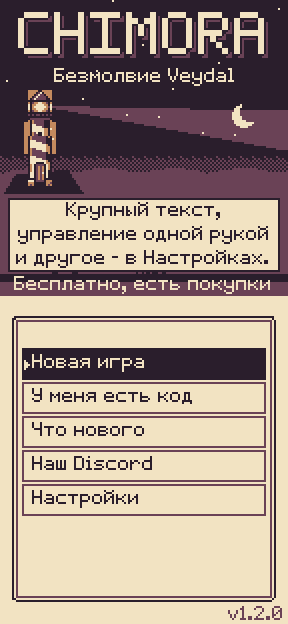 CHIMORA
Безмолвие Veydal
Крупный текст,
управление одной рукой
и другое - в Настройках.
Бесплатно, есть покупки
Новая игра
У меня есть код
Что нового
Наш Discord
Настройки
v1.2.0